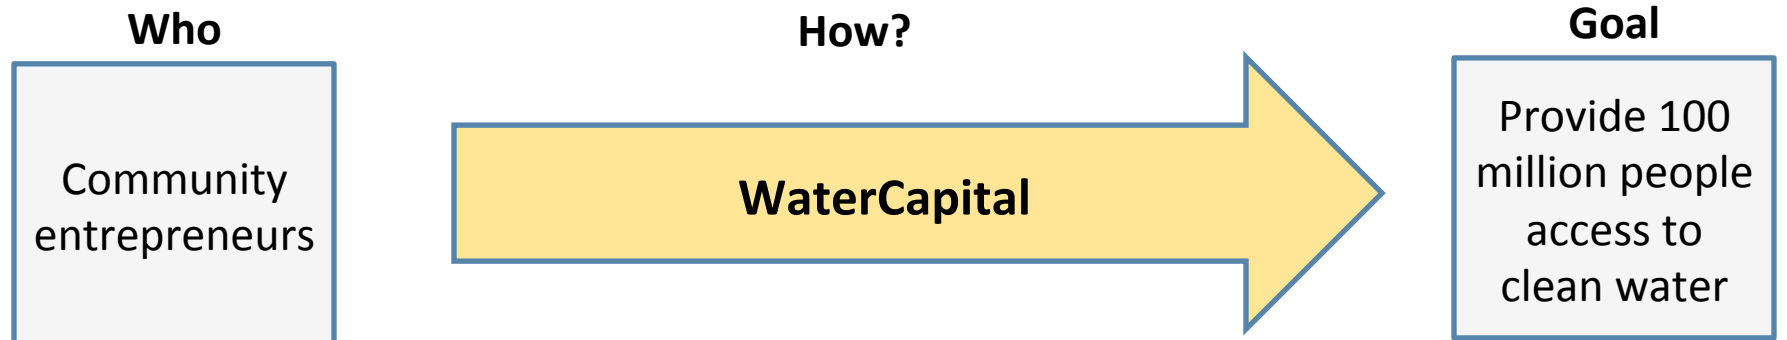 Who
How?
Goal
Community
entrepreneurs
WaterCapital
Provide 100
million people
access to
clean water